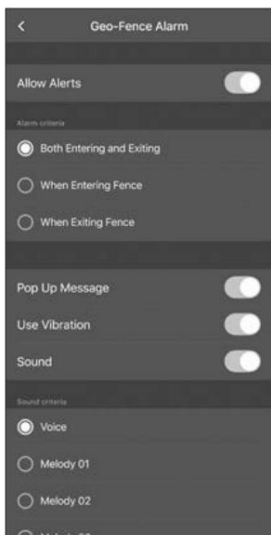 Geo-Fence Alarm
Allow Alerts
Alarm criteria
Both Entering and Exiting
When Entering Fence
When Exiting Fence
Pop Up Message
Use Vibration
Sound
Sound criteria
Voice
Melody 01
Melody 02